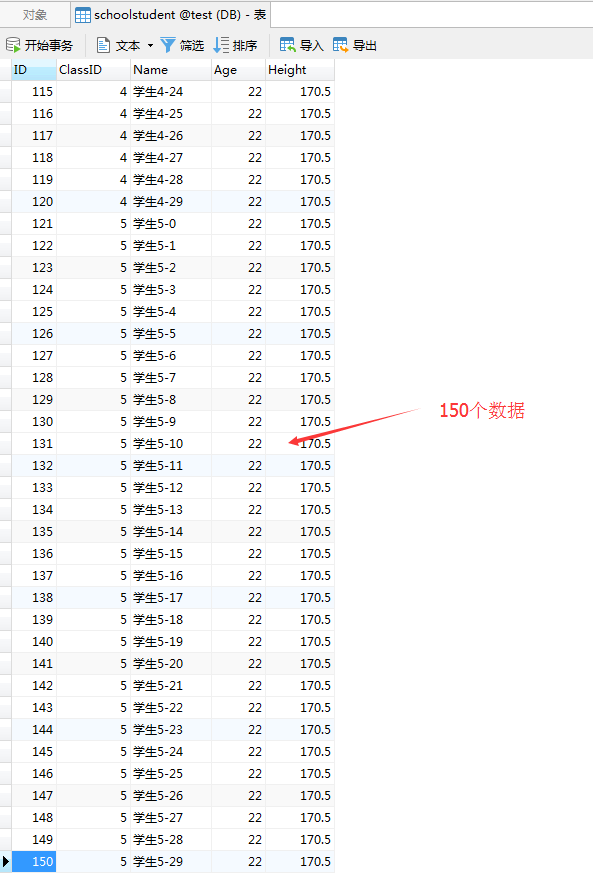 对象 schoolstudent @test (DB) - 表
开始事务 文本 筛选 排序 导入 导出
ID ClassID Name Age Height
115 4 学生4-24 22 170.5
116 4 学生4-25 22 170.5
117 4 学生4-26 22 170.5
118 4 学生4-27 22 170.5
119 4 学生4-28 22 170.5
120 4 学生4-29 22 170.5
121 5 学生5-0 22 170.5
122 5 学生5-1 22 170.5
123 5 学生5-2 22 170.5
124 5 学生5-3 22 170.5
125 5 学生5-4 22 170.5
126 5 学生5-5 22 170.5
127 5 学生5-6 22 170.5
128 5 学生5-7 22 170.5
129 5 学生5-8 22 170.5
130 5 学生5-9 22 170.5
150个数据
131 5 学生5-10 22 170.5
132 5 学生5-11 22 170.5
133 5 学生5-12 22 170.5
134 5 学生5-13 22 170.5
135 5 学生5-14 22 170.5
136 5 学生5-15 22 170.5
137 5 学生5-16 22 170.5
138 5 学生5-17 22 170.5
139 5 学生5-18 22 170.5
140 5 学生5-19 22 170.5
141 5 学生5-20 22 170.5
142 5 学生5-21 22 170.5
143 5 学生5-22 22 170.5
144 5 学生5-23 22 170.5
145 5 学生5-24 22 170.5
146 5 学生5-25 22 170.5
147 5 学生5-26 22 170.5
148 5 学生5-27 22 170.5
149 5 学生5-28 22 170.5
150 5 学生5-29 22 170.5